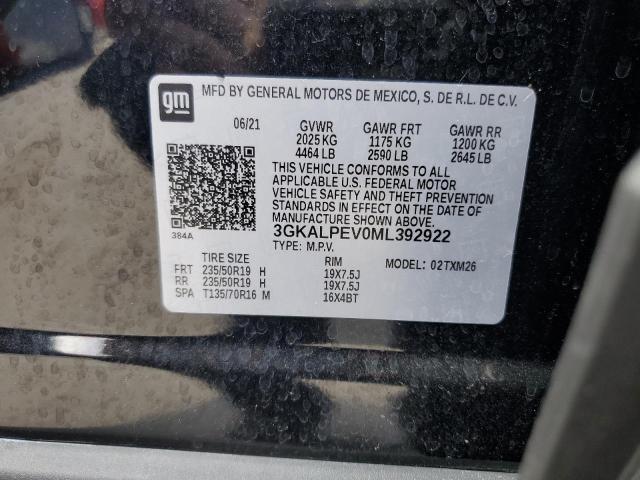 gm
MFD BY GENERAL MOTORS DE MEXICO, S. DE R.L. DE C.V.
06/21 GVWR GAWR FRT GAWR RR
2025 KG 1175 KG 1200 KG
4464 LB 2590 LB 2645 LB
THIS VEHICLE CONFORMS TO ALL
APPLICABLE U.S. FEDERAL MOTOR
VEHICLE SAFETY AND THEFT PREVENTION
STANDARDS IN EFFECT ON THE DATE OF
MANUFACTURE SHOWN ABOVE.
384A
3GKALPEV0ML392922
TYPE: M.P.V.
MODEL: 02TXM26
TIRE SIZE RIM
FRT 235/50R19 H 19X7.5J
RR 235/50R19 H 19X7.5J
SPA T135/70R16 M 16X4BT